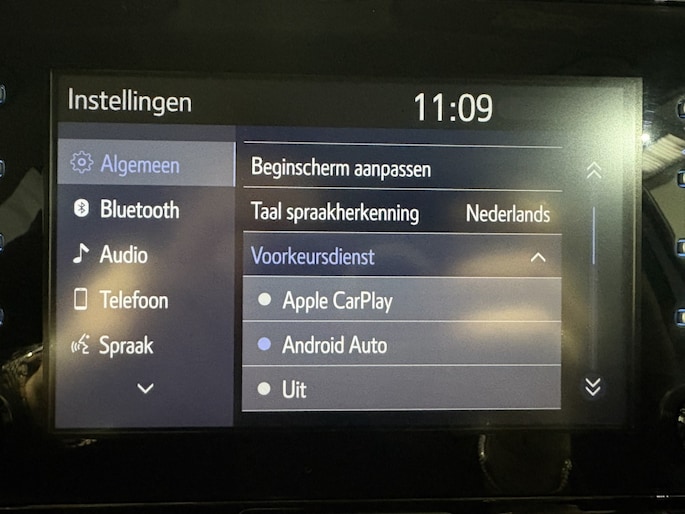 Instellingen 11:09
Algemeen
Bluetooth
Audio
Telefoon
Spraak
Beginscherm aanpassen
Taal spraakherkenning Nederlands
Voorkeursdienst
Apple CarPlay
Android Auto
Uit